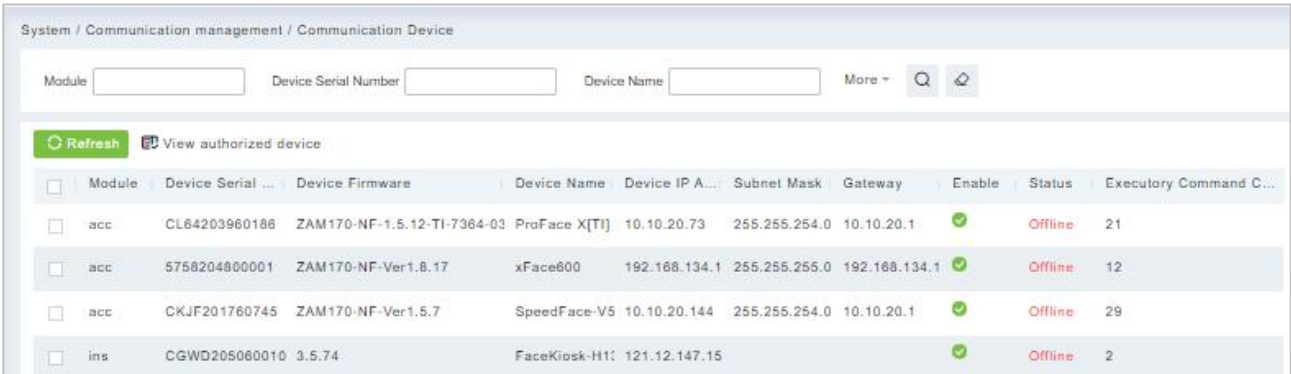 System / Communication management / Communication Device
Module Device Serial Number Device Name More
Refresh View authorized device
Module Device Serial ... Device Firmware Device Name Device IP A... Subnet Mask Gateway Enable Status Executory Command C...
acc CL64203960186 ZAM170-NF-1.5.12-TI-7364-03 ProFace X[TI] 10.10.20.73 255.255.254.0 10.10.20.1 Offline 21
acc 5758204800001 ZAM170-NF-Ver1.8.17 xFace600 192.168.134.1 255.255.255.0 192.168.134.1 Offline 12
acc CKJF201760745 ZAM170-NF-Ver1.5.7 SpeedFace-V5 10.10.20.144 255.255.254.0 10.10.20.1 Offline 29
ins CGWD205060010 3.5.74 FaceKiosk-H1 121.12.147.15 Offline 2